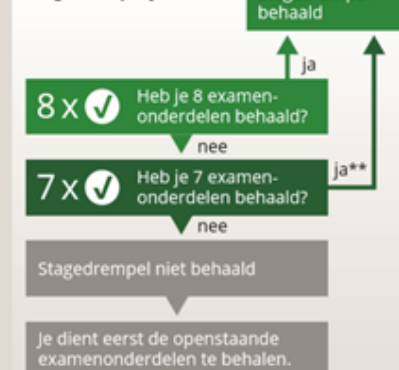 behaald
ja
8 x
Heb je 8 examen-
onderdelen behaald?
nee
7 x
Heb je 7 examen-
onderdelen behaald?
ja**
nee
Stagedrempel niet behaald
Je dient eerst de openstaande
examenonderdelen te behalen.